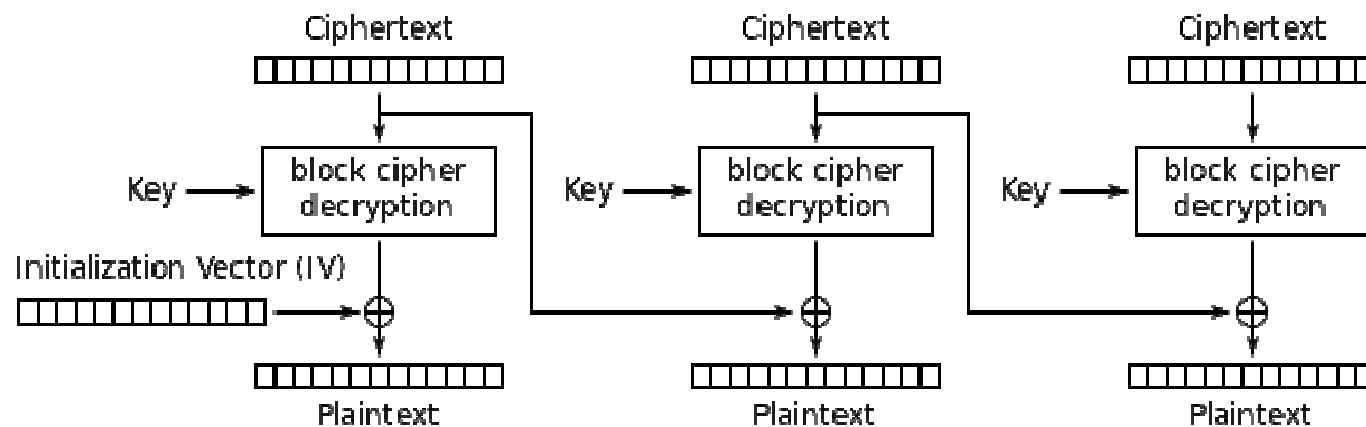 Ciphertext
Ciphertext
Ciphertext
Key
block cipher
decryption
Key
block cipher
decryption
Key
block cipher
decryption
Initialization Vector (IV)
Plaintext
Plaintext
Plaintext